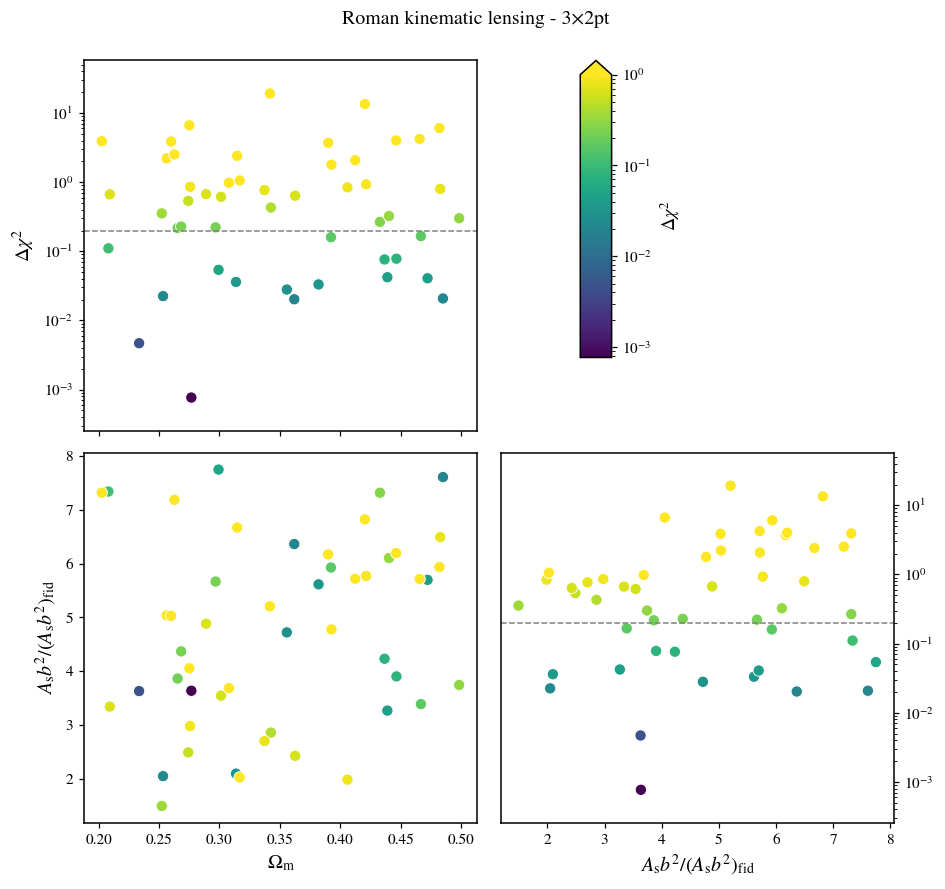 Roman kinematic lensing - 3×2pt
10¹
10⁰
10⁻¹
10⁻²
10⁻³
Δχ²
10⁰
10⁻¹
10⁻²
10⁻³
Δχ²
8
7
6
5
4
3
2
Aₛb²/(Aₛb²)fid
0.20 0.25 0.30 0.35 0.40 0.45 0.50
Ωₘ
10¹
10⁰
10⁻¹
10⁻²
10⁻³
2 3 4 5 6 7 8
Aₛb²/(Aₛb²)fid